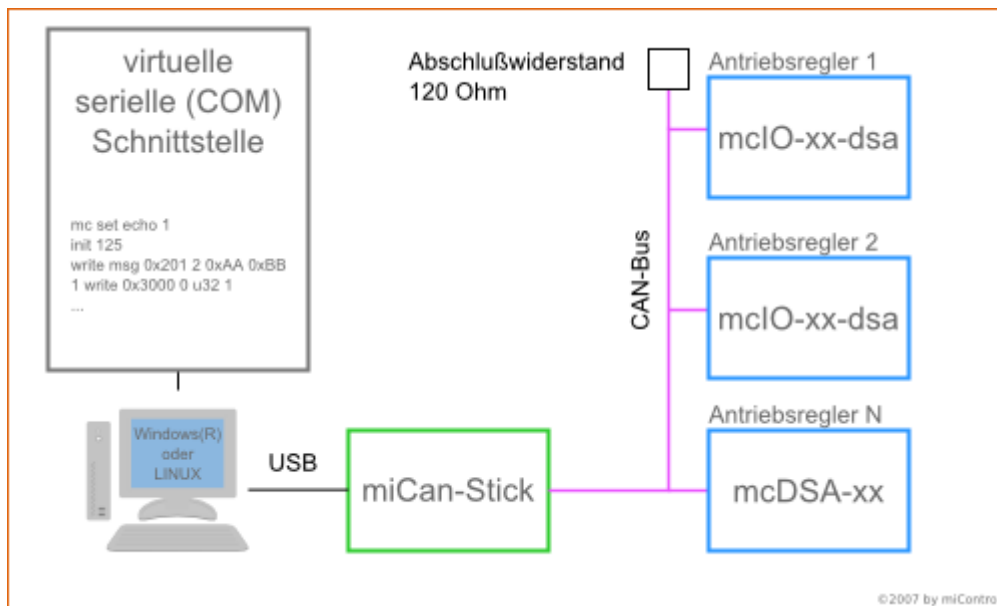 virtuelle
serielle (COM)
Schnittstelle
mc set echo 1
init 125
write msg 0x201 2 0xAA 0xBB
1 write 0x3000 0 u32 1
...
Windows(R)
oder
LINUX
USB
miCan-Stick
Abschlußwiderstand
120 Ohm
CAN-Bus
Antriebsregler 1
mcIO-xx-dsa
Antriebsregler 2
mcIO-xx-dsa
Antriebsregler N
mcDSA-xx
©2007 by miContro